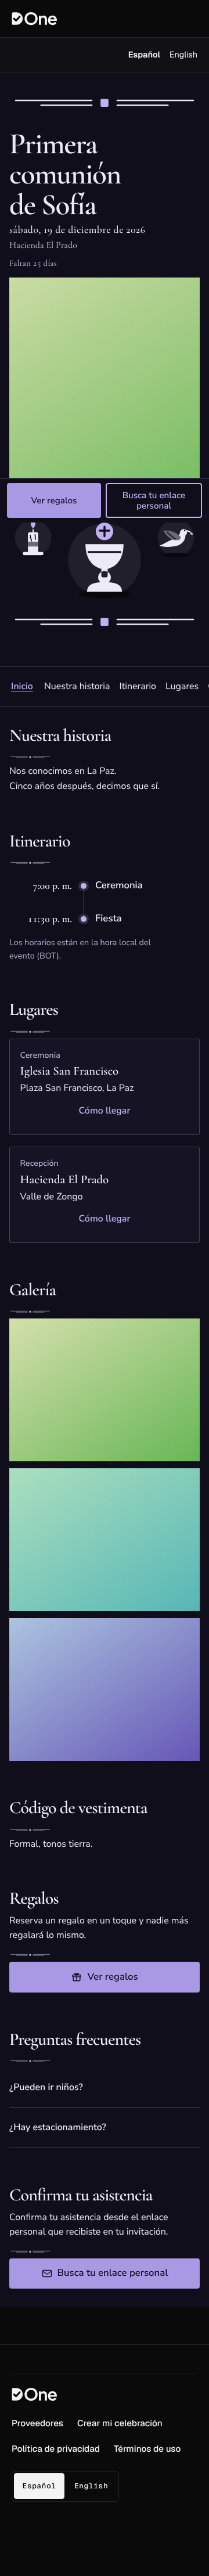 One
Español English
Primera
comunión
de Sofía
sábado, 19 de diciembre de 2026
Hacienda El Prado
Faltan 25 días
Ver regalos
Busca tu enlace
personal
Inicio Nuestra historia Itinerario Lugares
Nuestra historia
Nos conocimos en La Paz.
Cinco años después, decimos que sí.
Itinerario
7:00 p. m. Ceremonia
11:30 p. m. Fiesta
Los horarios están en la hora local del
evento (BOT).
Lugares
Ceremonia
Iglesia San Francisco
Plaza San Francisco, La Paz
Cómo llegar
Recepción
Hacienda El Prado
Valle de Zongo
Cómo llegar
Galería
Código de vestimenta
Formal, tonos tierra.
Regalos
Reserva un regalo en un toque y nadie más
regalará lo mismo.
Ver regalos
Preguntas frecuentes
¿Pueden ir niños?
¿Hay estacionamiento?
Confirma tu asistencia
Confirma tu asistencia desde el enlace
personal que recibiste en tu invitación.
Busca tu enlace personal
One
Proveedores Crear mi celebración
Política de privacidad Términos de uso
Español English